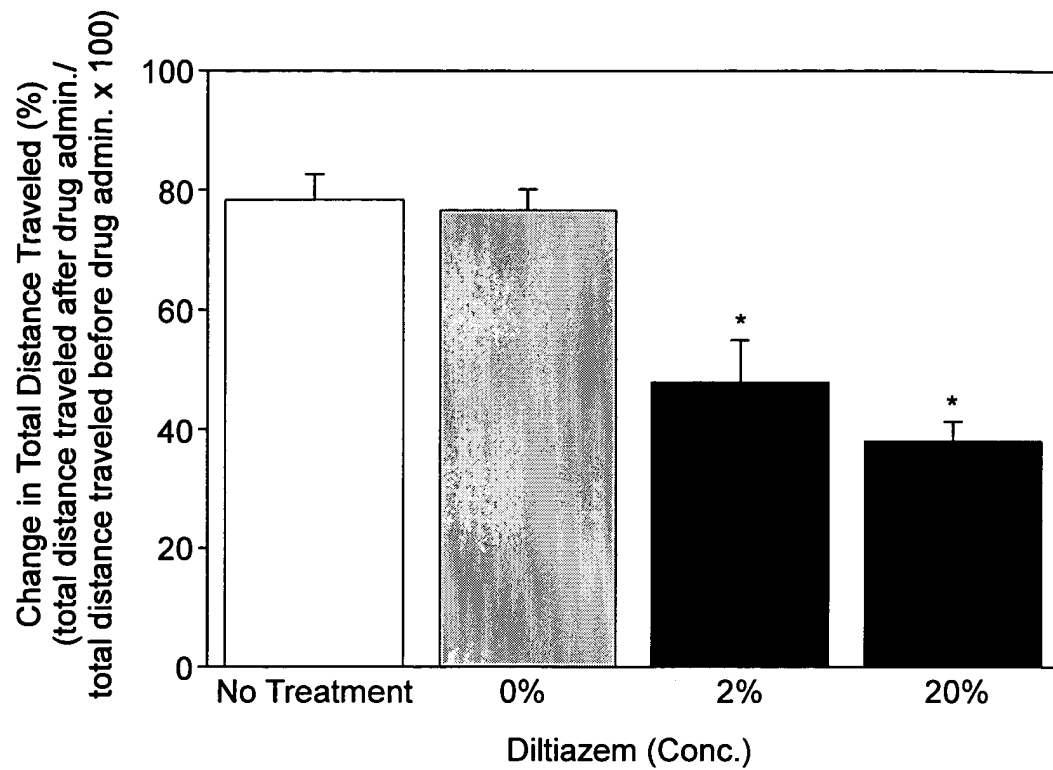 Change in Total Distance Traveled (%)
(total distance traveled after drug admin./
total distance traveled before drug admin. x 100)
100
80
60
40
20
0
*
*
No Treatment
0%
2%
20%
Diltiazem (Conc.)